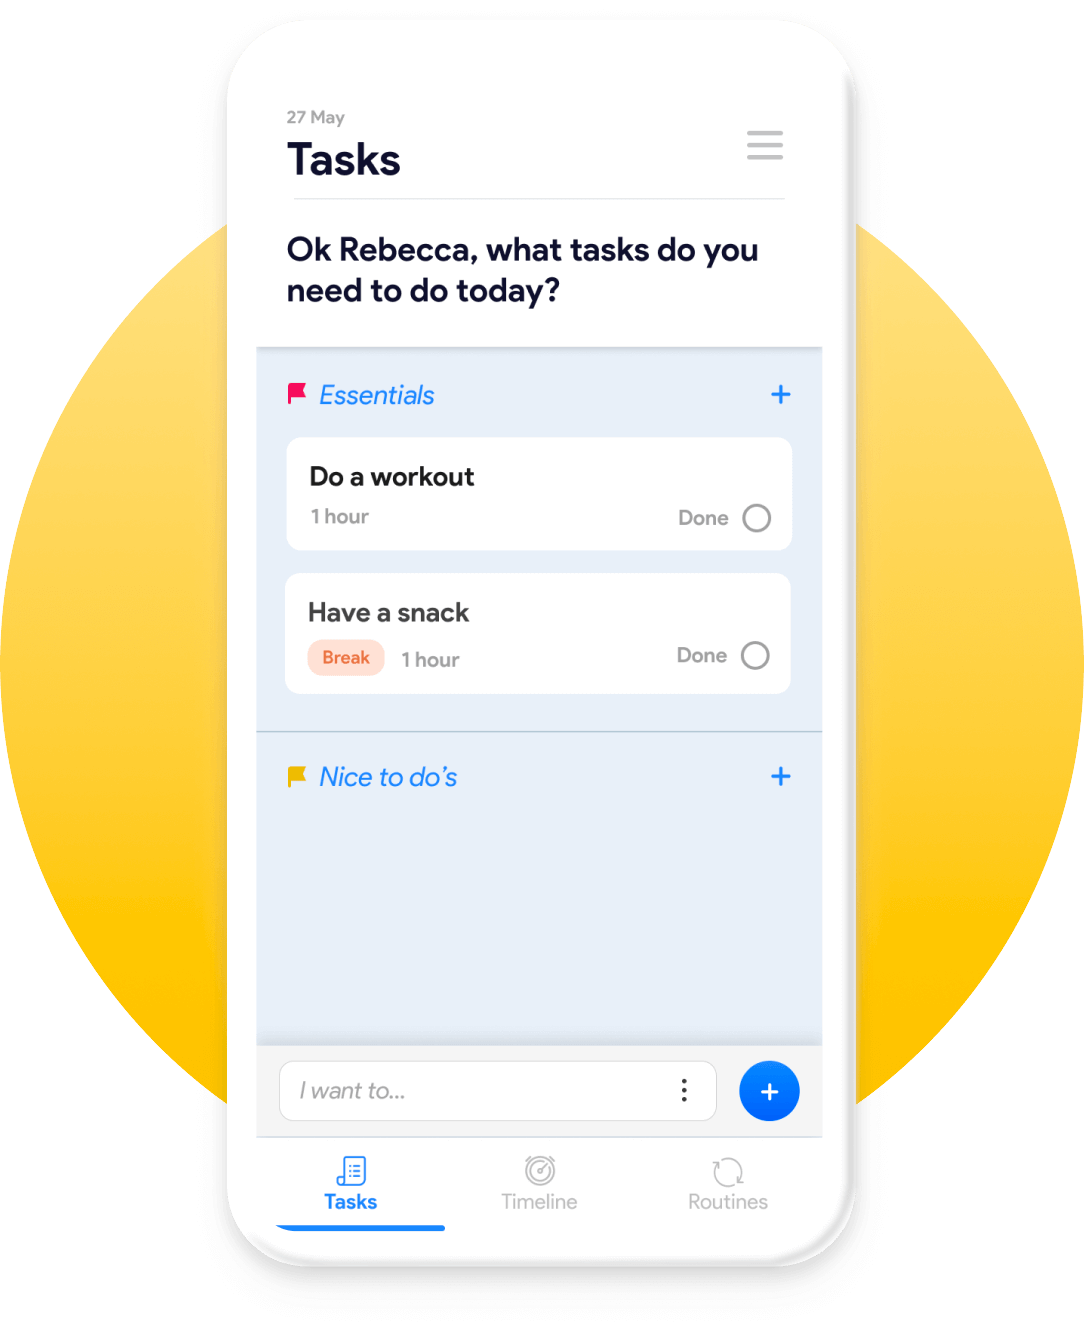 27 May
Tasks
Ok Rebecca, what tasks do you
need to do today?
Essentials
Do a workout
1 hour
Done
Have a snack
Break
1 hour
Done
Nice to do’s
I want to...
Tasks
Timeline
Routines